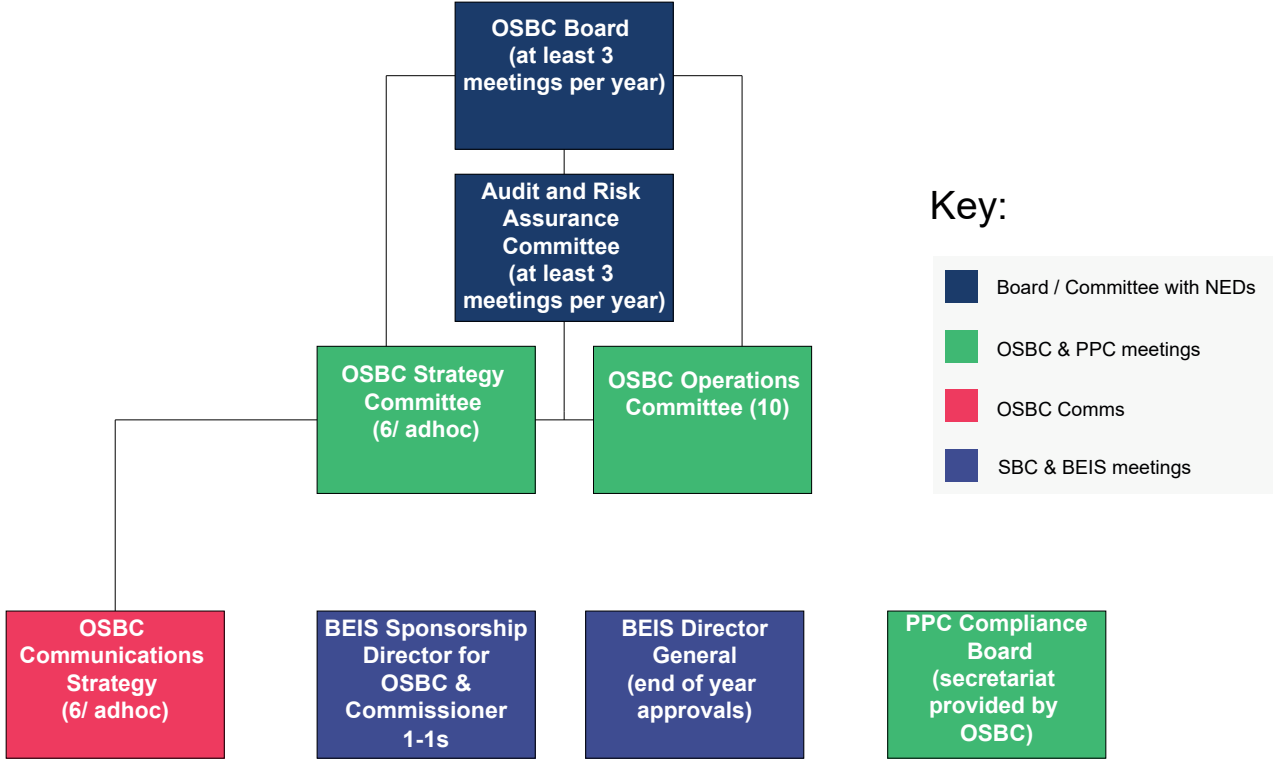 OSBC Board
(at least 3
meetings per year)
Audit and Risk
Assurance
Committee
(at least 3
meetings per year)
OSBC Strategy
Committee
(6/ adhoc)
OSBC Operations
Committee (10)
Key:
Board / Committee with NEDs
OSBC & PPC meetings
OSBC Comms
SBC & BEIS meetings
OSBC
Communications
Strategy
(6/ adhoc)
BEIS Sponsorship
Director for
OSBC &
Commissioner
1-1s
BEIS Director
General
(end of year
approvals)
PPC Compliance
Board
(secretariat
provided by
OSBC)